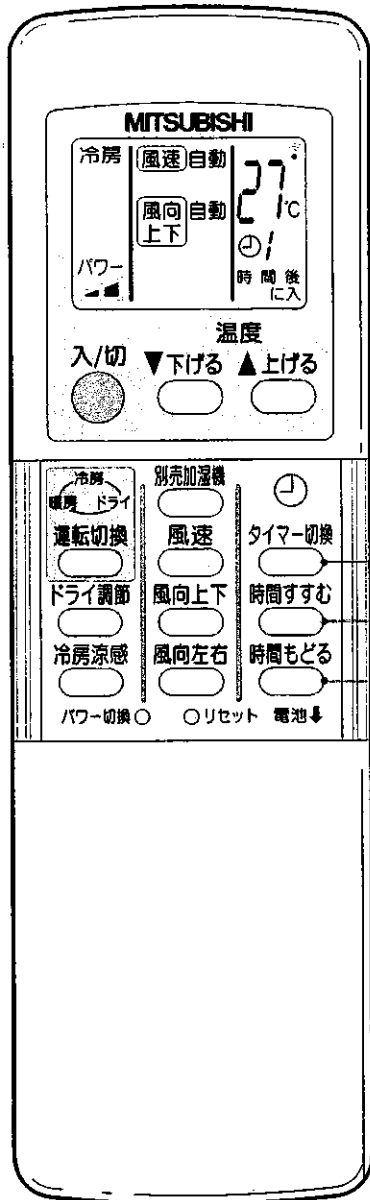 MITSUBISHI
冷房 風速 自動 27℃
風向上下 自動 1
パワー 時間後に入
温度
入/切 ▼下げる ▲上げる
冷房
暖房 ドライ
別売加湿機
運転切換 風速 タイマー切換
ドライ調節 風向上下 時間すすむ
冷房涼感 風向左右 時間もどる
パワー切換 リセット 電池⬇